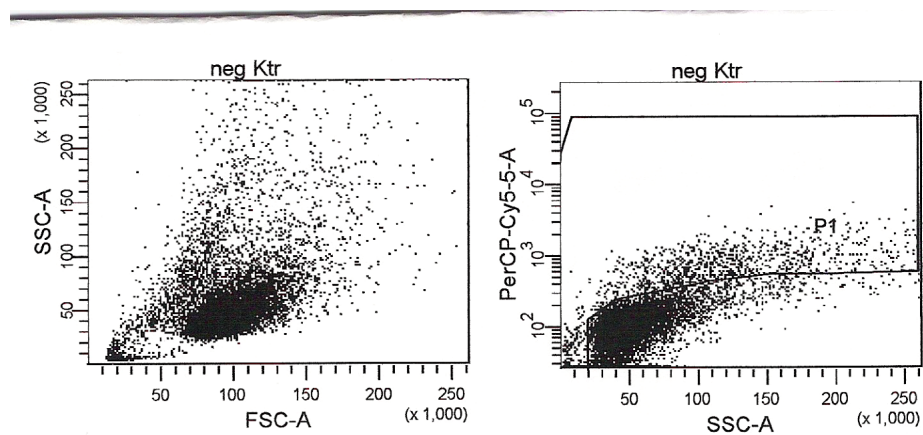 neg Ktr
(x 1,000)
250
200
150
100
50
SSC-A
50
100
150
200
250
FSC-A
(x 1,000)
neg Ktr
PerCP-Cy5-5-A
10^5
10^4
10^3
10^2
P1
50
100
150
200
250
SSC-A
(x 1,000)